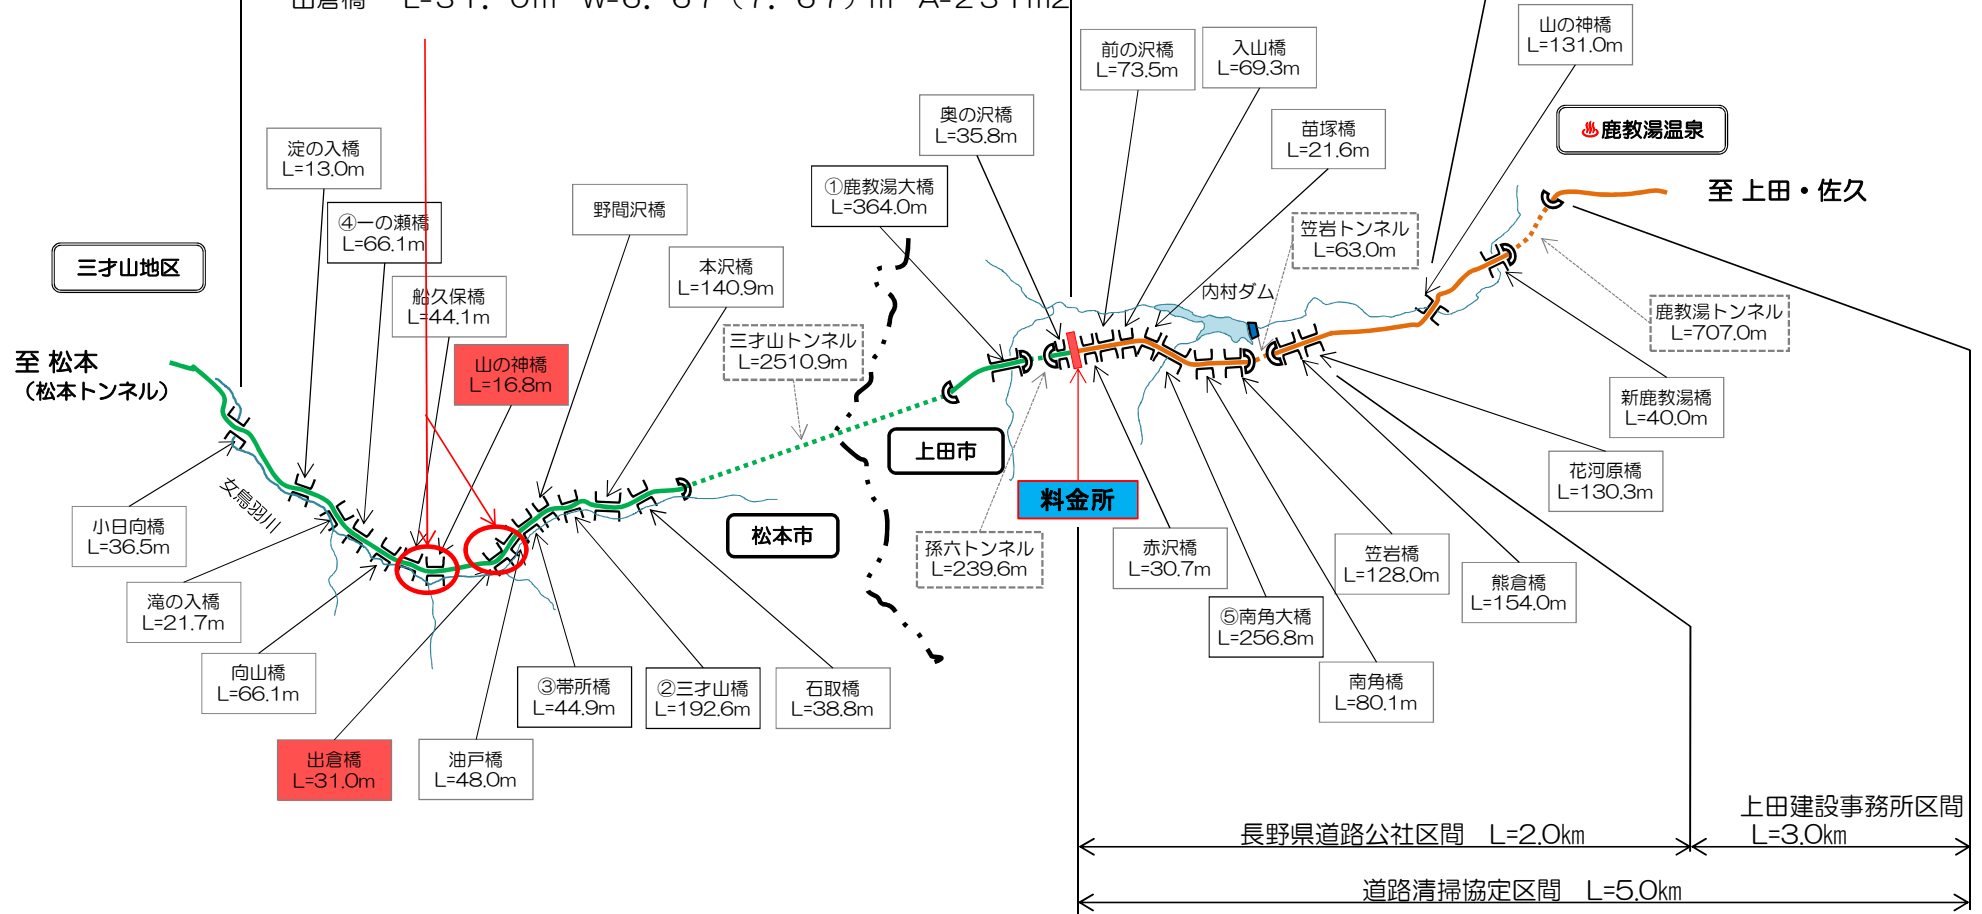 出倉橋　L=31．0m　W=6．67（7．67）m　A=231m2
山の神橋
L=131.0m
前の沢橋
L=73.5m
入山橋
L=69.3m
奥の沢橋
L=35.8m
苗塚橋
L=21.6m
♨鹿教湯温泉
淀の入橋
L=13.0m
①鹿教湯大橋
L=364.0m
至 上田・佐久
④一の瀬橋
L=66.1m
野間沢橋
笠岩トンネル
L=63.0m
三才山地区
本沢橋
L=140.9m
船久保橋
L=44.1m
内村ダム
鹿教湯トンネル
L=707.0m
三才山トンネル
L=2510.9m
至 松本
（松本トンネル）
山の神橋
L=16.8m
新鹿教湯橋
L=40.0m
上田市
花河原橋
L=130.3m
女鳥羽川
料金所
小日向橋
L=36.5m
松本市
孫六トンネル
L=239.6m
赤沢橋
L=30.7m
笠岩橋
L=128.0m
熊倉橋
L=154.0m
滝の入橋
L=21.7m
⑤南角大橋
L=256.8m
向山橋
L=66.1m
③帯所橋
L=44.9m
②三才山橋
L=192.6m
石取橋
L=38.8m
南角橋
L=80.1m
出倉橋
L=31.0m
油戸橋
L=48.0m
上田建設事務所区間
L=3.0㎞
長野県道路公社区間　L=2.0㎞
道路清掃協定区間　L=5.0㎞